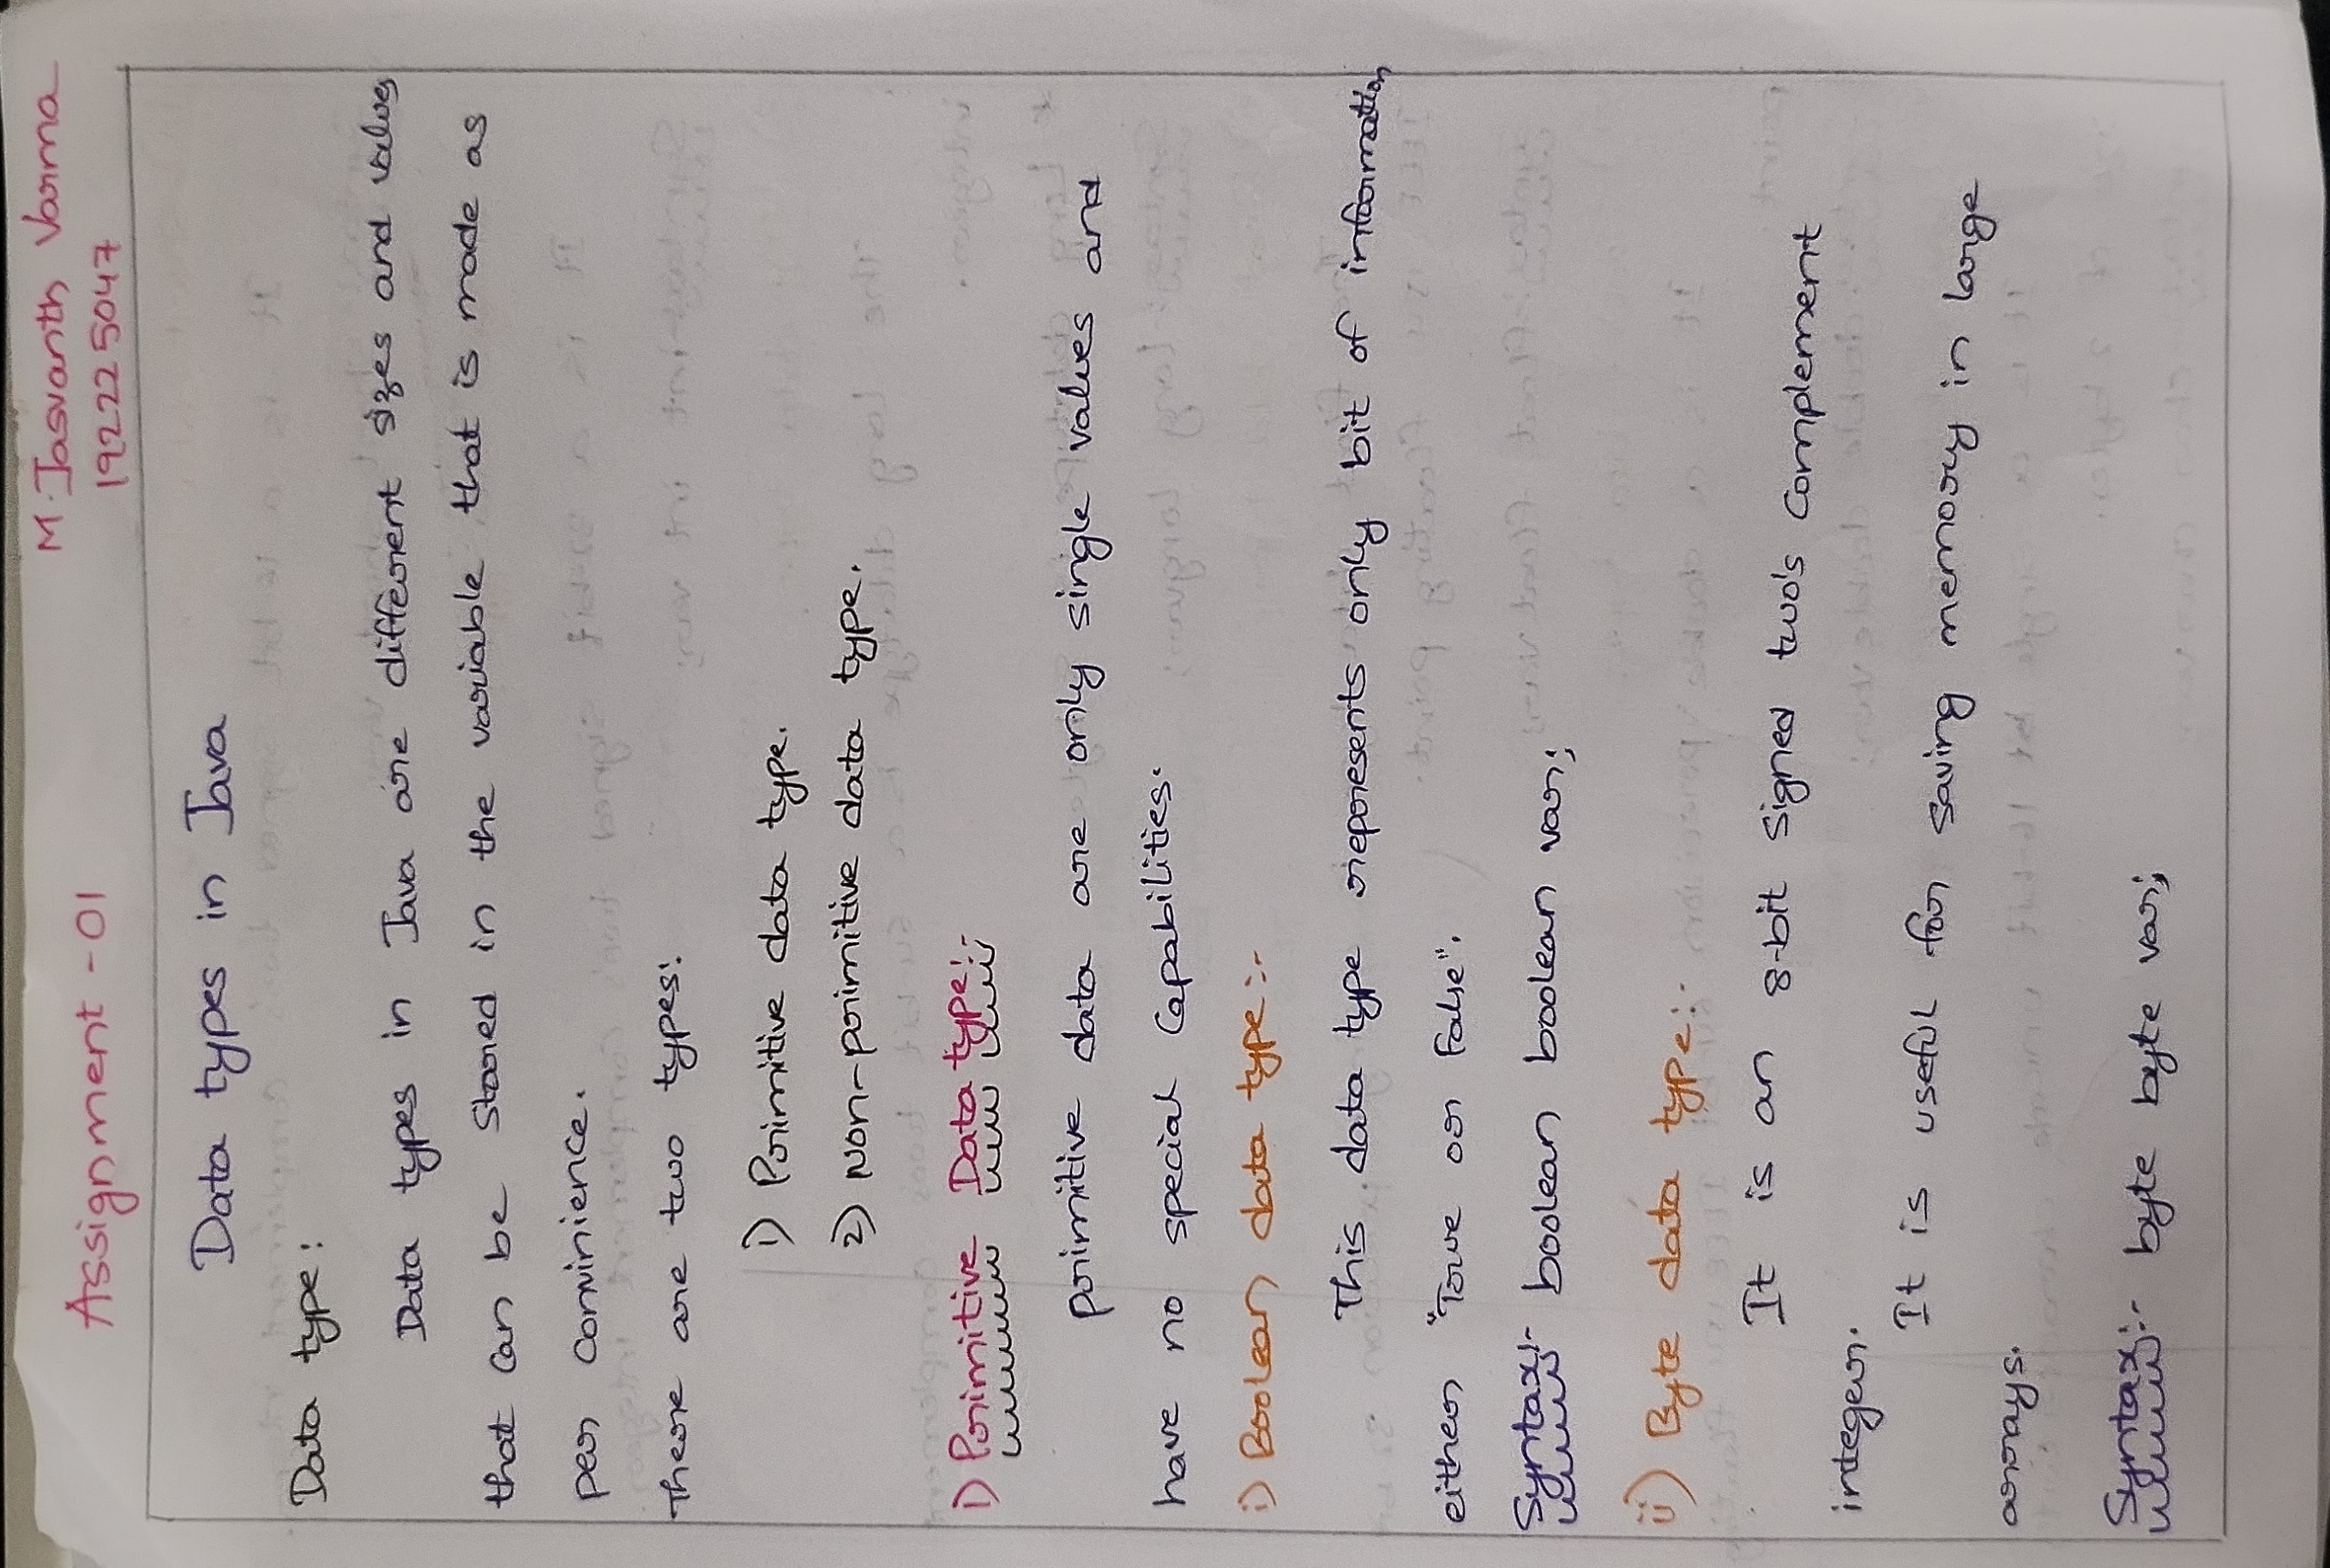 Assignment -01
M. Jasvanth Varma
192225047
Data types in Java
Data type:
Data types in Java are different sizes and values
that can be stored in the variable that is made as
per convinience.
There are two types:
1) Primitive data type.
2) Non-primitive data type.
1) Primitive Data type:-
primitive data are only single values and
have no special capabilities.
i) Boolean data type:-
This data type represents only bit of information
either "True or false".
Syntax:- boolean boolean var;
ii) Byte data type:-
It is an 8-bit signed two's complement
integer.
It is useful for saving memory in large
arrays.
Syntax:- byte byte var;